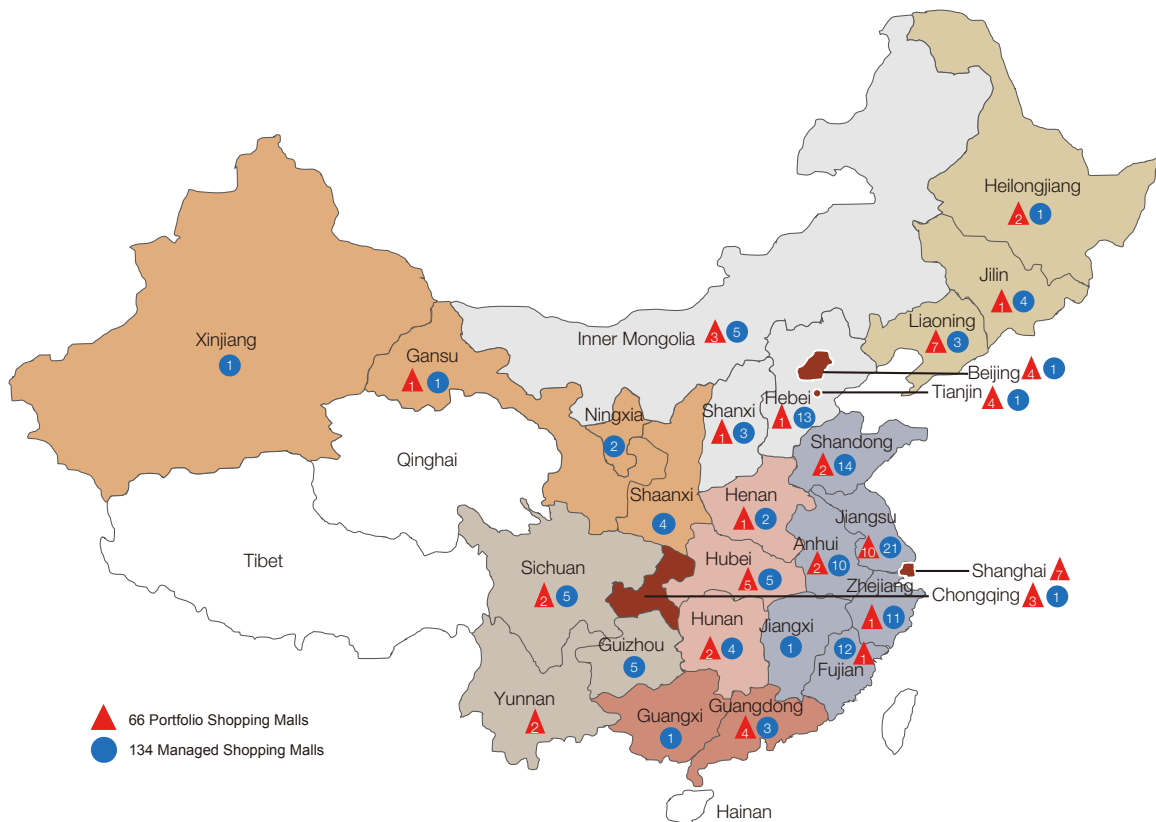 Heilongjiang
2 1
Jilin
1 4
Liaoning
7 3
Inner Mongolia 3 5
Xinjiang
1
Gansu
1 1
Beijing 4 1
Tianjin 4 1
Hebei
1 13
Shanxi
1 3
Ningxia
2
Shandong
2 14
Qinghai
Shaanxi
4
Henan
1 2
Jiangsu
10 21
Anhui
2 10
Tibet
Sichuan
2 5
Hubei
5 5
Shanghai 7
Zhejiang
1 11
Chongqing 3 1
Hunan
2 4
Jiangxi
1
Guizhou
5
12 1
Fujian
Yunnan
2
Guangxi
1
Guangdong
4 3
66 Portfolio Shopping Malls
134 Managed Shopping Malls
Hainan